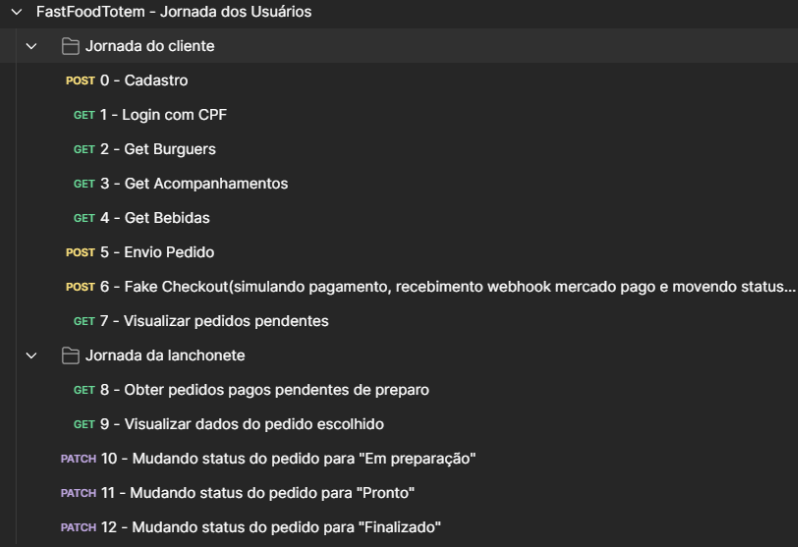 FastFoodTotem - Jornada dos Usuários
Jornada do cliente
POST 0 - Cadastro
GET 1 - Login com CPF
GET 2 - Get Burguers
GET 3 - Get Acompanhamentos
GET 4 - Get Bebidas
POST 5 - Envio Pedido
POST 6 - Fake Checkout(simulando pagamento, recebimento webhook mercado pago e movendo status...
GET 7 - Visualizar pedidos pendentes
Jornada da lanchonete
GET 8 - Obter pedidos pagos pendentes de preparo
GET 9 - Visualizar dados do pedido escolhido
PATCH 10 - Mudando status do pedido para "Em preparação"
PATCH 11 - Mudando status do pedido para "Pronto"
PATCH 12 - Mudando status do pedido para "Finalizado"